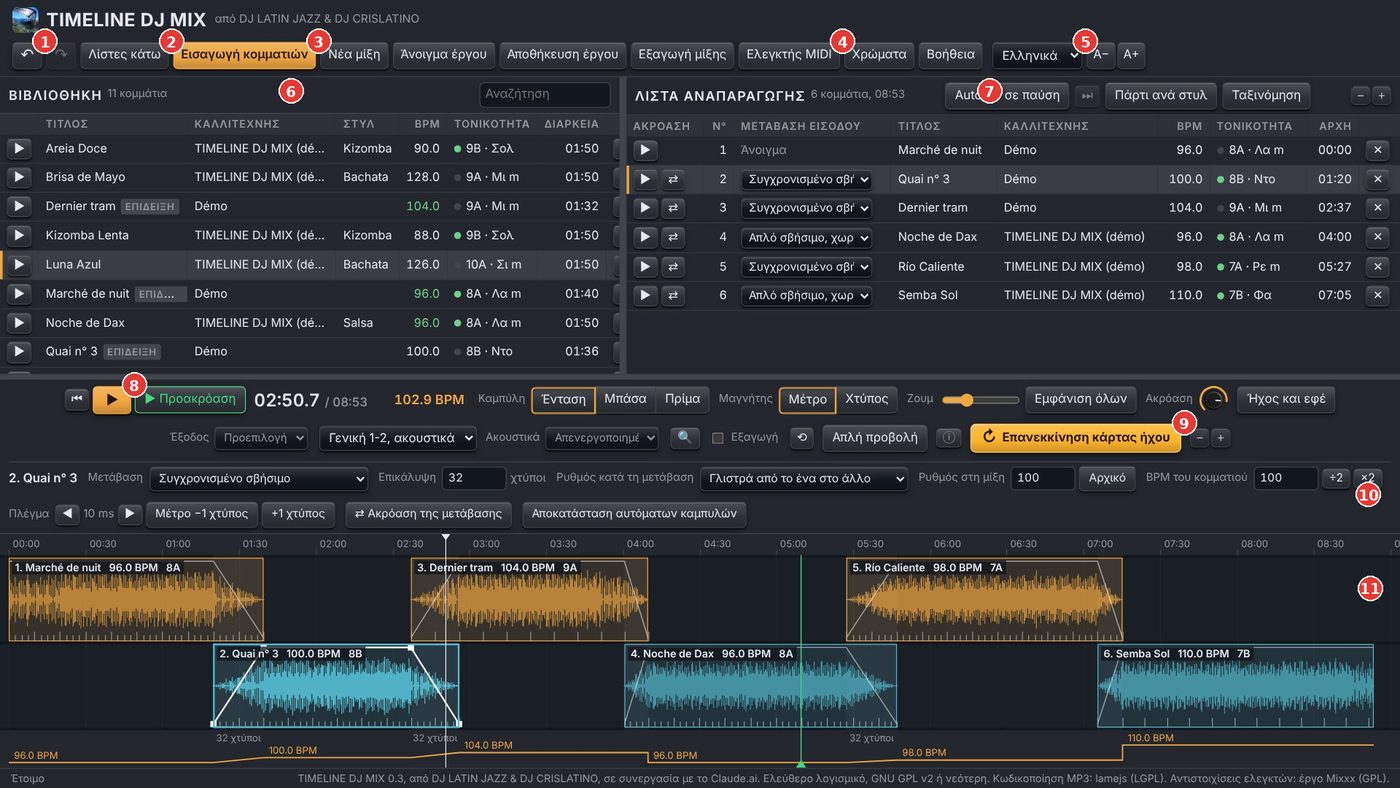 TIMELINE DJ MIX από DJ LATIN JAZZ & DJ CRISLATINO
1 2 3 4 5
Λίστες κάτω Εισαγωγή κομματιών Νέα μίξη Άνοιγμα έργου Αποθήκευση έργου Εξαγωγή μίξης Ελεγκτής MIDI Χρώματα Βοήθεια Ελληνικά A− A+
ΒΙΒΛΙΟΘΗΚΗ 11 κομμάτια 6 Αναζήτηση
ΤΙΤΛΟΣ ΚΑΛΛΙΤΕΧΝΗΣ ΣΤΥΛ BPM ΤΟΝΙΚΟΤΗΤΑ ΔΙΑΡΚΕΙΑ
Areia Doce TIMELINE DJ MIX (dé... Kizomba 90.0 9B · Σολ 01:50
Brisa de Mayo TIMELINE DJ MIX (dé... Bachata 128.0 9A · Μι m 01:50
Dernier tram ΕΠΙΔΕΙΞΗ Démo 104.0 9A · Μι m 01:32
Kizomba Lenta TIMELINE DJ MIX (dé... Kizomba 88.0 9B · Σολ 01:50
Luna Azul TIMELINE DJ MIX (dé... Bachata 126.0 10A · Σι m 01:50
Marché de nuit ΕΠΙΔ... Démo 96.0 8A · Λα m 01:40
Noche de Dax TIMELINE DJ MIX (dé... Salsa 96.0 8A · Λα m 01:50
Quai n° 3 ΕΠΙΔΕΙΞΗ Démo 100.0 8B · Ντο 01:36
ΛΙΣΤΑ ΑΝΑΠΑΡΑΓΩΓΗΣ 6 κομμάτια, 08:53 7 σε παύση Πάρτι ανά στυλ Ταξινόμηση − +
ΑΚΡΟΑΣΗ N° ΜΕΤΑΒΑΣΗ ΕΙΣΟΔΟΥ ΤΙΤΛΟΣ ΚΑΛΛΙΤΕΧΝΗΣ BPM ΤΟΝΙΚΟΤΗΤΑ ΑΡΧΗ
1 Άνοιγμα Marché de nuit Démo 96.0 8A · Λα m 00:00
2 Συγχρονισμένο σβή Quai n° 3 Démo 100.0 8B · Ντο 01:20
3 Συγχρονισμένο σβή Dernier tram Démo 104.0 9A · Μι m 02:37
4 Απλό σβήσιμο, χωρ Noche de Dax TIMELINE DJ MIX (démo) 96.0 8A · Λα m 04:00
5 Συγχρονισμένο σβή Río Caliente TIMELINE DJ MIX (démo) 98.0 7A · Ρε m 05:27
6 Απλό σβήσιμο, χωρ Semba Sol TIMELINE DJ MIX (démo) 110.0 7B · Φα 07:05
8 Προακρόαση 02:50.7 / 08:53 102.9 BPM Καμπύλη Ένταση Μπάσα Πρίμα Μαγνήτης Μέτρο Χτύπος Ζουμ Εμφάνιση όλων Ακρόαση Ήχος και εφέ
Έξοδος Προεπιλογή Γενική 1-2, ακουστικά Ακουστικά Απενεργοποιημέ Εξαγωγή Απλή προβολή Επανεκκίνηση κάρτας ήχου 9 − +
2. Quai n° 3 Μετάβαση Συγχρονισμένο σβήσιμο Επικάλυψη 32 χτύποι Ρυθμός κατά τη μετάβαση Γλιστρά από το ένα στο άλλο Ρυθμός στη μίξη 100 Αρχικό BPM του κομματιού 100 ÷2 ×2
10
Πλέγμα 10 ms Μέτρο −1 χτύπος +1 χτύπος ⇄ Ακρόαση της μετάβασης Αποκατάσταση αυτόματων καμπυλών
00:00 00:30 01:00 01:30 02:00 02:30 03:00 03:30 04:00 04:30 05:00 05:30 06:00 06:30 07:00 07:30 08:00 08:30
1. Marché de nuit 96.0 BPM 8A 3. Dernier tram 104.0 BPM 9A 5. Río Caliente 98.0 BPM 7A
11
2. Quai n° 3 100.0 BPM 8B 4. Noche de Dax 96.0 BPM 8A 6. Semba Sol 110.0 BPM 7B
32 χτύποι 32 χτύποι 32 χτύποι
96.0 BPM 100.0 BPM 104.0 BPM 96.0 BPM 98.0 BPM 110.0 BPM
Έτοιμο TIMELINE DJ MIX 0.3, από DJ LATIN JAZZ & DJ CRISLATINO, σε συνεργασία με το Claude.ai. Ελεύθερο λογισμικό, GNU GPL v2 ή νεότερη. Κωδικοποίηση MP3: lamejs (LGPL). Αντιστοιχίσεις ελεγκτών: έργο Mixxx (GPL).